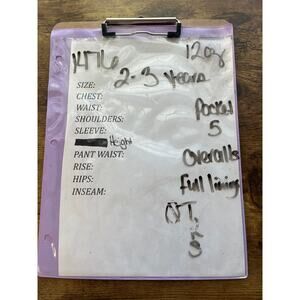 K176 12oz
2-3 Years
SIZE:
CHEST:
WAIST:
SHOULDERS:
SLEEVE:
Height
PANT WAIST:
RISE:
HIPS:
INSEAM:
Pocket
5
Overalls
Full lining